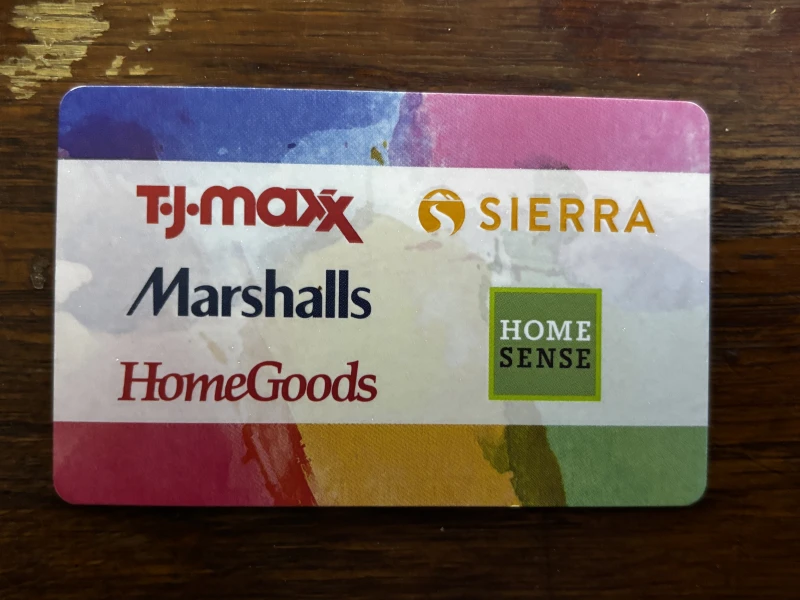 T·J·maxx
SIERRA
Marshalls
HOME
SENSE
HomeGoods